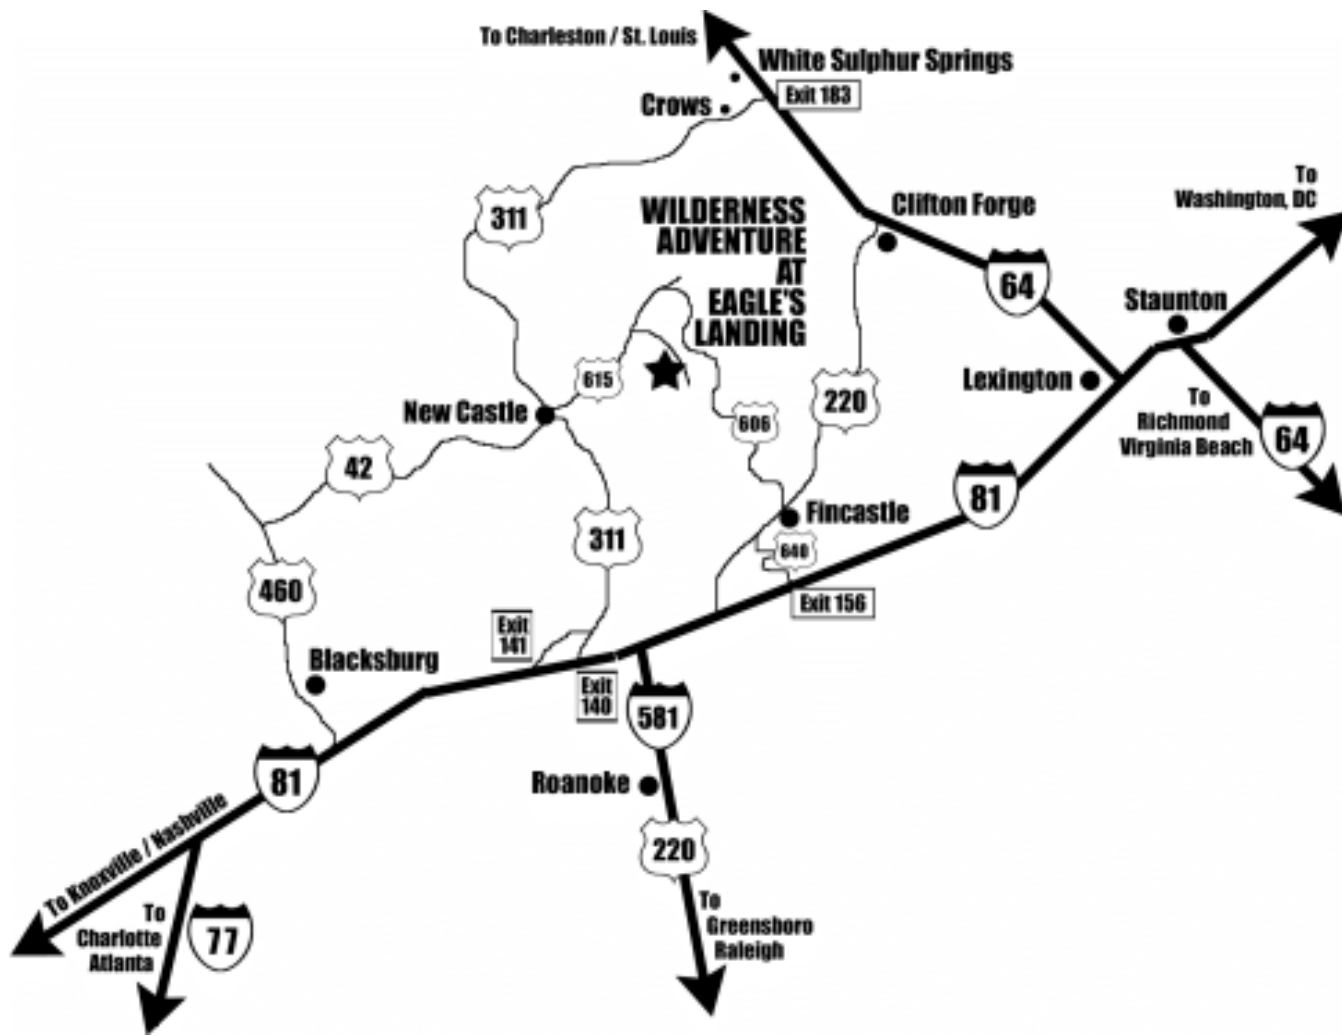 To Charleston / St. Louis
White Sulphur Springs
Exit 183
Crows
To
Washington, DC
311
WILDERNESS
ADVENTURE
AT
EAGLE'S
LANDING
Clifton Forge
64
Staunton
Lexington
To
Richmond
Virginia Beach
64
615
220
606
New Castle
42
81
Fincastle
311
640
460
Exit 156
Exit
141
Blacksburg
Exit
140
581
81
Roanoke
To Knoxville / Nashville
220
To
Charlotte
Atlanta
77
To
Greensboro
Raleigh